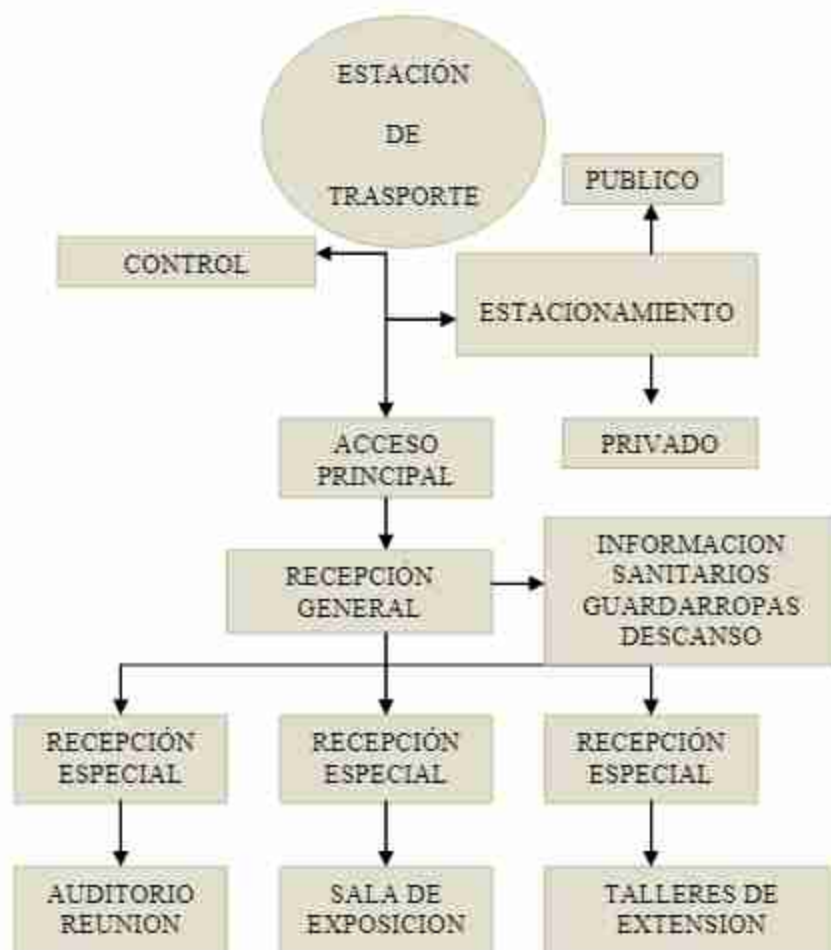 ESTACIÓN
DE
TRASPORTE
PUBLICO
CONTROL
ESTACIONAMIENTO
ACCESO
PRINCIPAL
PRIVADO
RECEPCIÓN
GENERAL
INFORMACION
SANITARIOS
GUARDARROPAS
DESCANSO
RECEPCIÓN
ESPECIAL
RECEPCIÓN
ESPECIAL
RECEPCIÓN
ESPECIAL
AUDITORIO
REUNION
SALA DE
EXPOSICION
TALLERES DE
EXTENSION